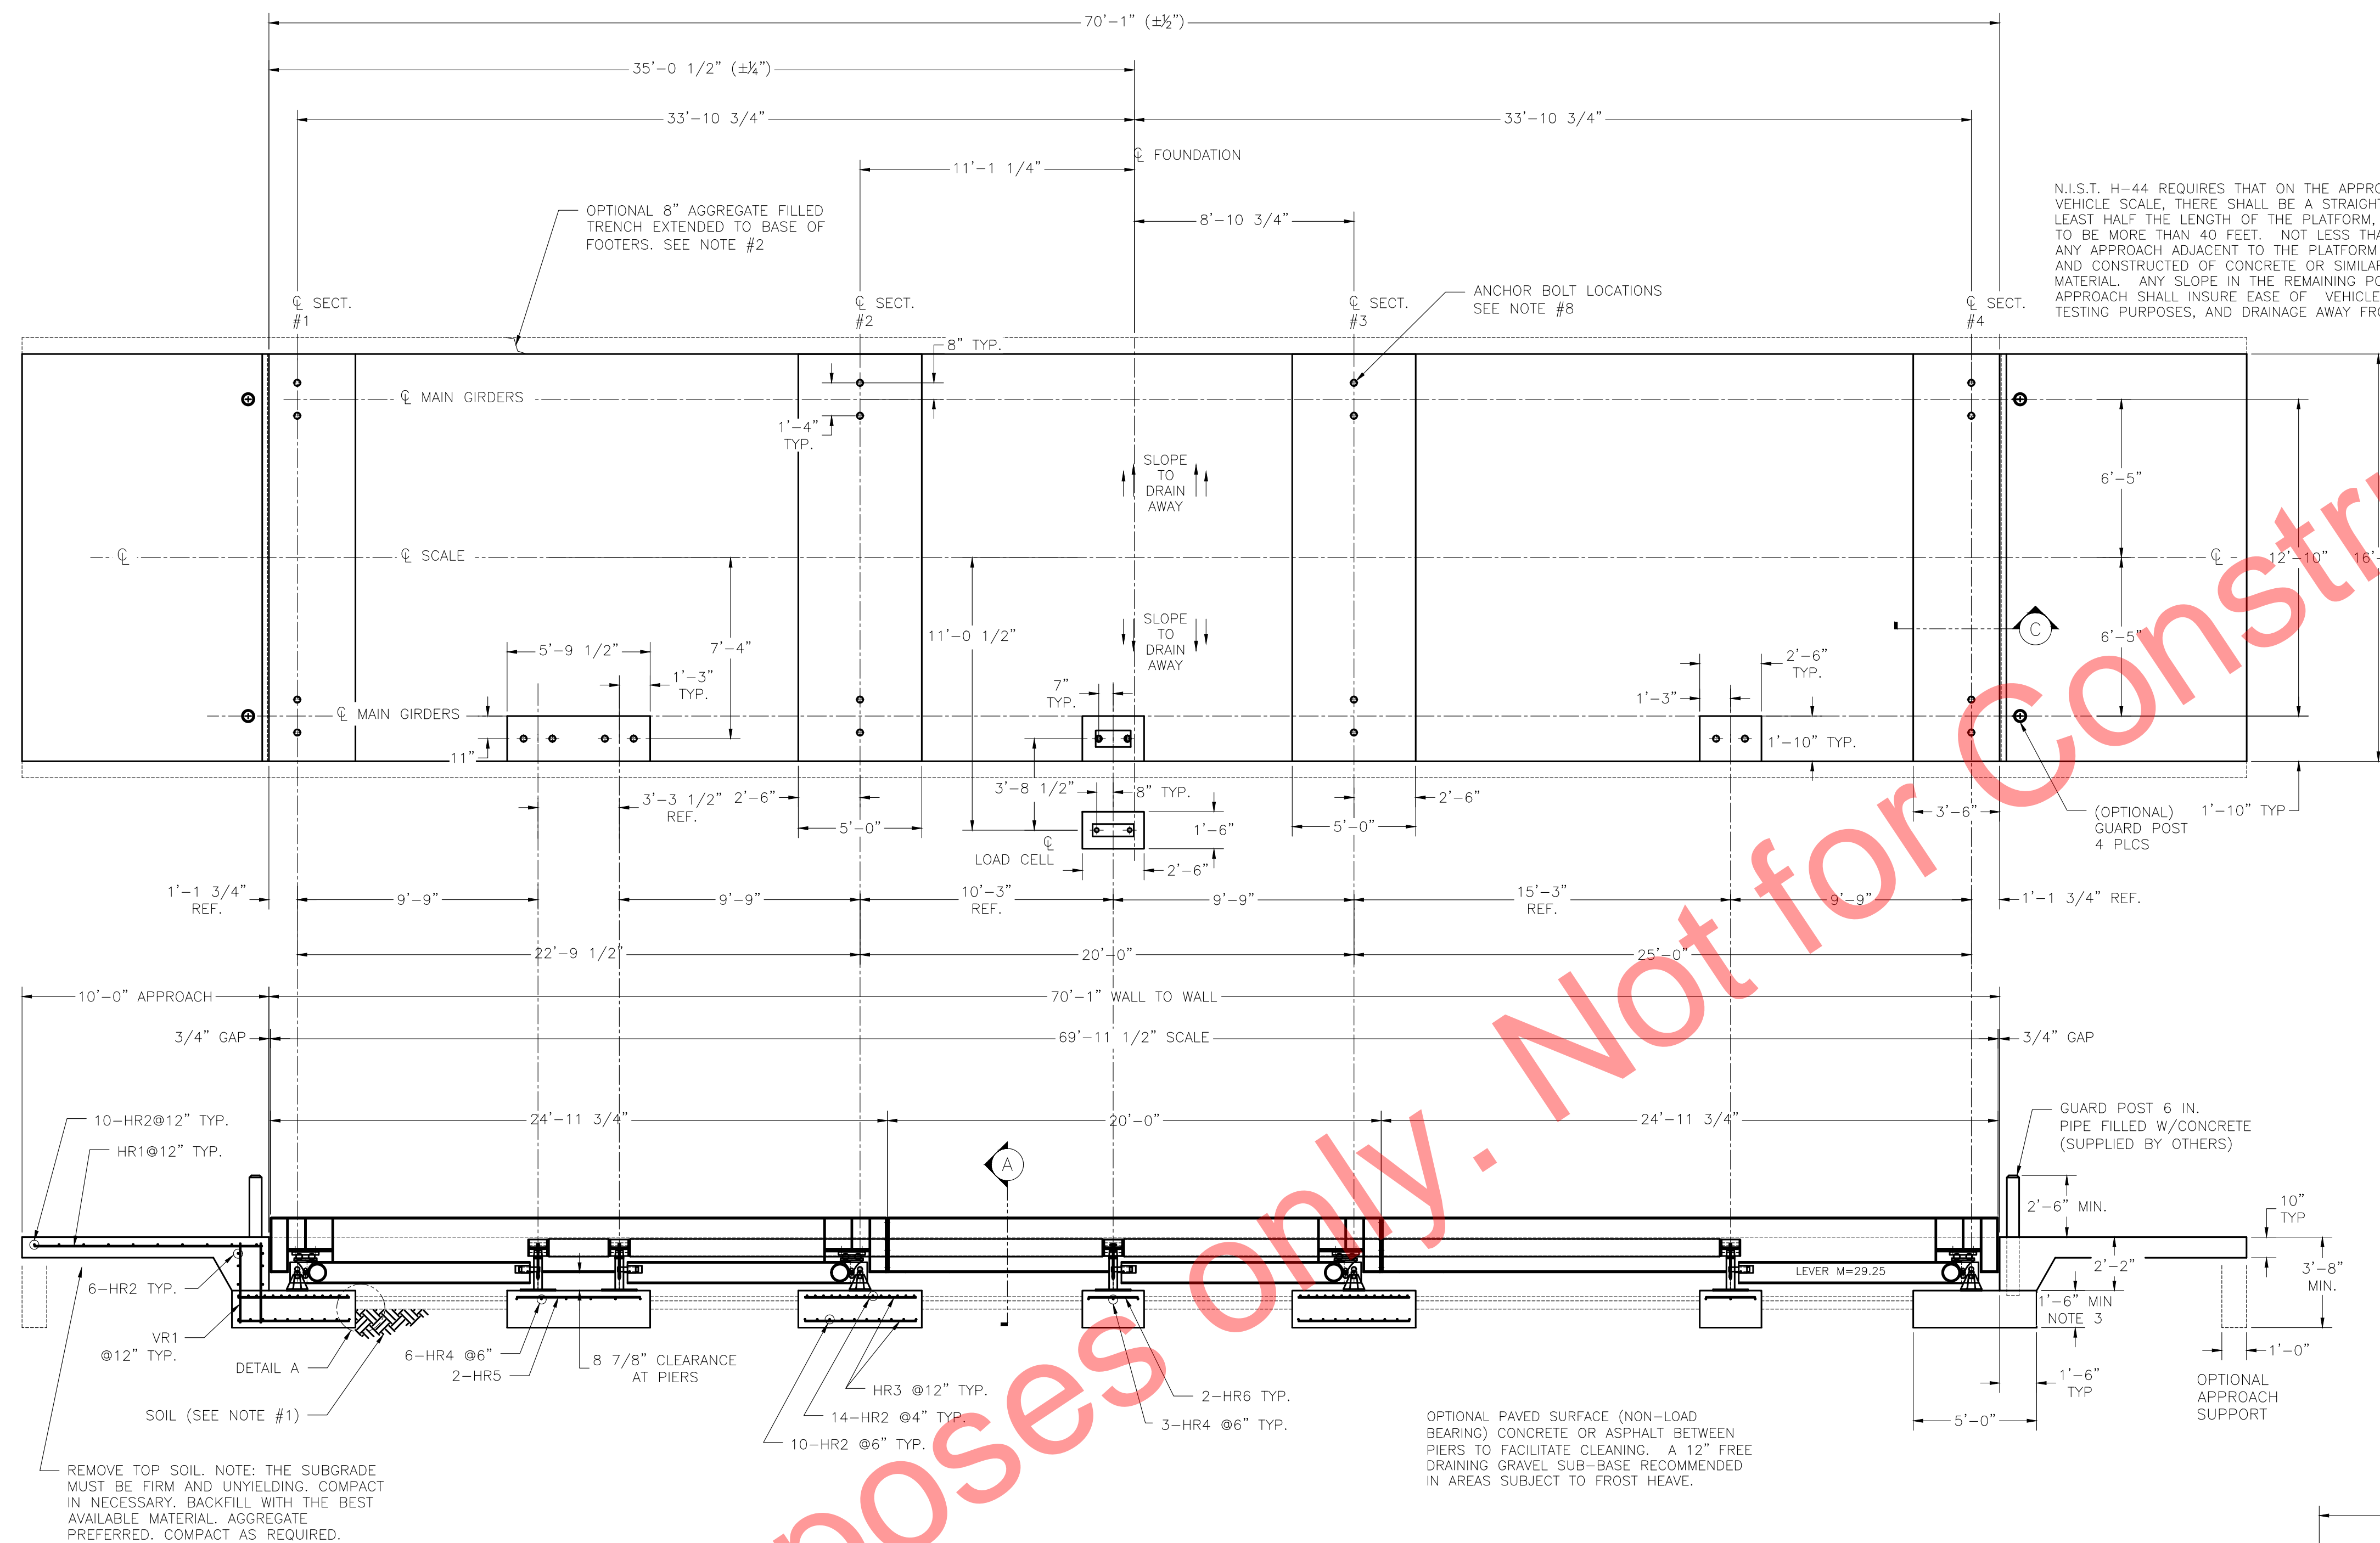 70'-1" (±½")
35'-0 1/2" (±¼")
33'-10 3/4"
33'-10 3/4"
℄ FOUNDATION
11'-1 1/4"
8'-10 3/4"
OPTIONAL 8" AGGREGATE FILLED
TRENCH EXTENDED TO BASE OF
FOOTERS. SEE NOTE #2
N.I.S.T. H-44 REQUIRES THAT ON THE
VEHICLE SCALE, THERE SHALL BE A
LEAST HALF THE LENGTH OF THE PLATFORM,
TO BE MORE THAN 40 FEET. NOT LESS
ANY APPROACH ADJACENT TO THE PLATFORM
AND CONSTRUCTED OF CONCRETE OR
MATERIAL. ANY SLOPE IN THE REMAINING
APPROACH SHALL INSURE EASE OF VEHICLE
TESTING PURPOSES, AND DRAINAGE AWAY
℄ SECT.
#1
℄ SECT.
#2
℄ SECT.
#3
℄ SECT.
#4
ANCHOR BOLT LOCATIONS
SEE NOTE #8
8" TYP.
℄ MAIN GIRDERS
1'-4"
TYP.
SLOPE
TO
DRAIN
AWAY
6'-5"
℄
℄ SCALE
℄
12'-10"
16'-
11'-0 1/2"
SLOPE
TO
DRAIN
AWAY
C
6'-5"
5'-9 1/2"
7'-4"
1'-3"
TYP.
7"
TYP.
2'-6"
TYP.
1'-3"
℄ MAIN GIRDERS
11"
1'-10" TYP.
3'-3 1/2"
REF.
2'-6"
5'-0"
3'-8 1/2"
8" TYP.
1'-6"
℄
LOAD CELL
2'-6"
2'-6"
5'-0"
3'-6"
(OPTIONAL)
GUARD POST
4 PLCS
1'-10" TYP
1'-1 3/4"
REF.
9'-9"
9'-9"
10'-3"
REF.
9'-9"
15'-3"
REF.
9'-9"
1'-1 3/4" REF.
22'-9 1/2"
20'-0"
25'-0"
10'-0" APPROACH
70'-1" WALL TO WALL
3/4" GAP
69'-11 1/2" SCALE
3/4" GAP
10-HR2@12" TYP.
HR1@12" TYP.
24'-11 3/4"
20'-0"
24'-11 3/4"
A
GUARD POST 6 IN.
PIPE FILLED W/CONCRETE
(SUPPLIED BY OTHERS)
2'-6" MIN.
10"
TYP
6-HR2 TYP.
LEVER M=29.25
2'-2"
3'-8"
MIN.
1'-6" MIN
NOTE 3
VR1
@12" TYP.
DETAIL A
6-HR4 @6"
2-HR5
8 7/8" CLEARANCE
AT PIERS
HR3 @12" TYP.
14-HR2 @4" TYP.
10-HR2 @6" TYP.
2-HR6 TYP.
3-HR4 @6" TYP.
1'-0"
1'-6"
TYP
5'-0"
OPTIONAL
APPROACH
SUPPORT
SOIL (SEE NOTE #1)
OPTIONAL PAVED SURFACE (NON-LOAD
BEARING) CONCRETE OR ASPHALT BETWEEN
PIERS TO FACILITATE CLEANING. A 12" FREE
DRAINING GRAVEL SUB-BASE RECOMMENDED
IN AREAS SUBJECT TO FROST HEAVE.
REMOVE TOP SOIL. NOTE: THE SUBGRADE
MUST BE FIRM AND UNYIELDING. COMPACT
IN NECESSARY. BACKFILL WITH THE BEST
AVAILABLE MATERIAL. AGGREGATE
PREFERRED. COMPACT AS REQUIRED.
poses only. Not for Constr